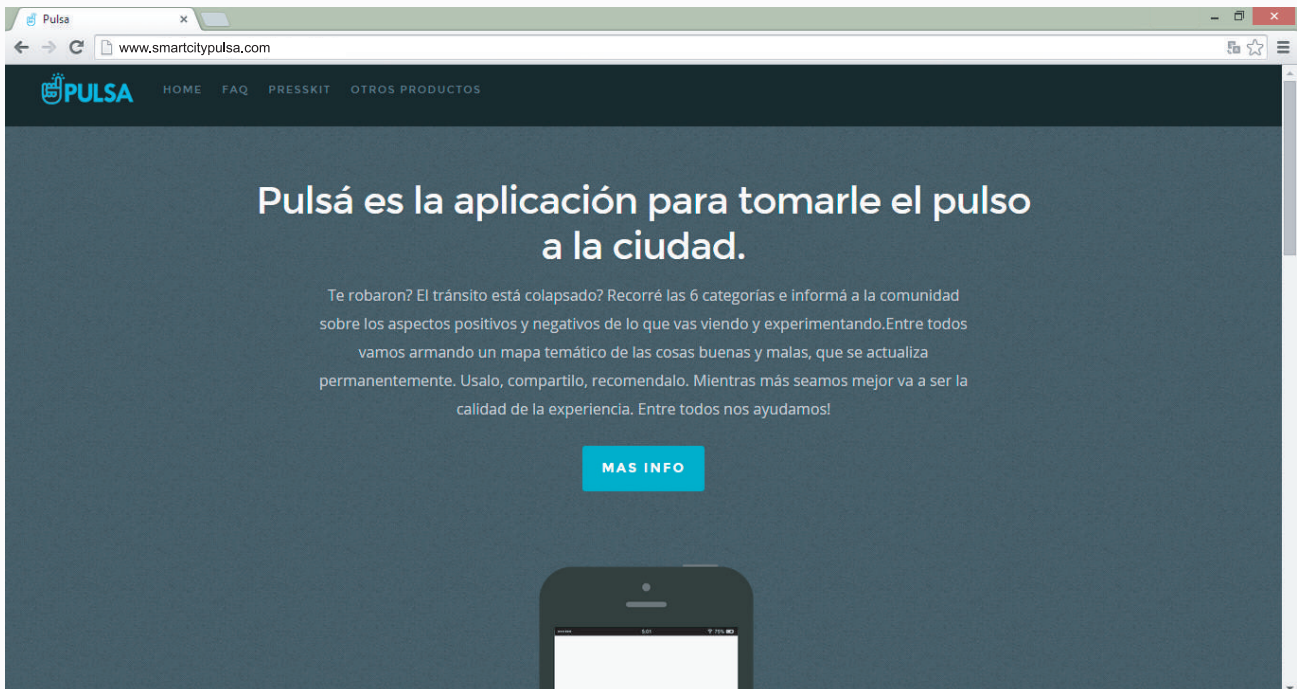 Pulsa
www.smartcitypulsa.com
PULSA HOME FAQ PRESSKIT OTROS PRODUCTOS
Pulsá es la aplicación para tomarle el pulso
a la ciudad.
Te robaron? El tránsito está colapsado? Recorré las 6 categorías e informá a la comunidad
sobre los aspectos positivos y negativos de lo que vas viendo y experimentando.Entre todos
vamos armando un mapa temático de las cosas buenas y malas, que se actualiza
permanentemente. Usalo, compartilo, recomendalo. Mientras más seamos mejor va a ser la
calidad de la experiencia. Entre todos nos ayudamos!
MAS INFO